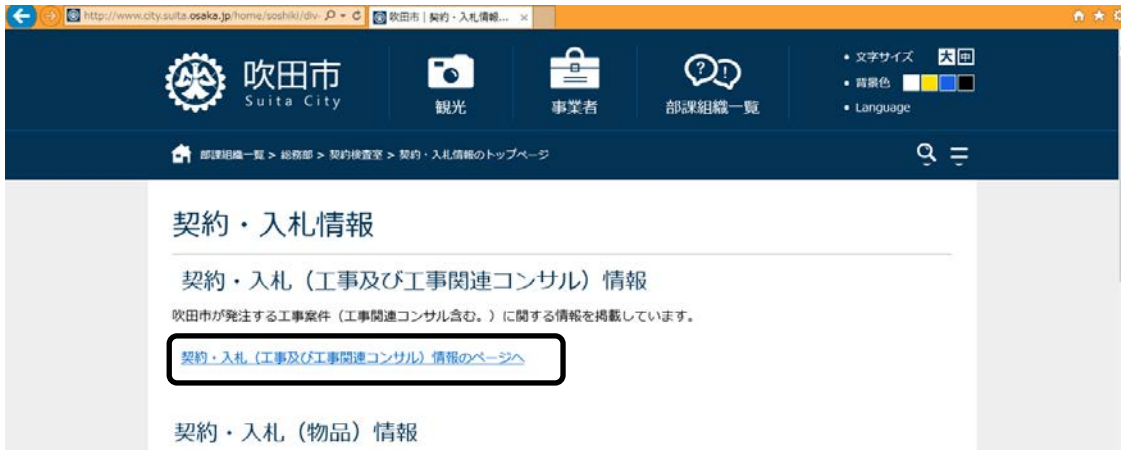 http://www.city.suita.osaka.jp/home/soshiki/div-
吹田市 | 契約・入札情報...
吹田市
Suita City
観光
事業者
部課組織一覧
・文字サイズ 大 中
・背景色
・Language
部課組織一覧 > 総務部 > 契約検査室 > 契約・入札情報のトップページ
契約・入札情報
契約・入札（工事及び工事関連コンサル）情報
吹田市が発注する工事案件（工事関連コンサル含む。）に関する情報を掲載しています。
契約・入札（工事及び工事関連コンサル）情報のページへ
契約・入札（物品）情報